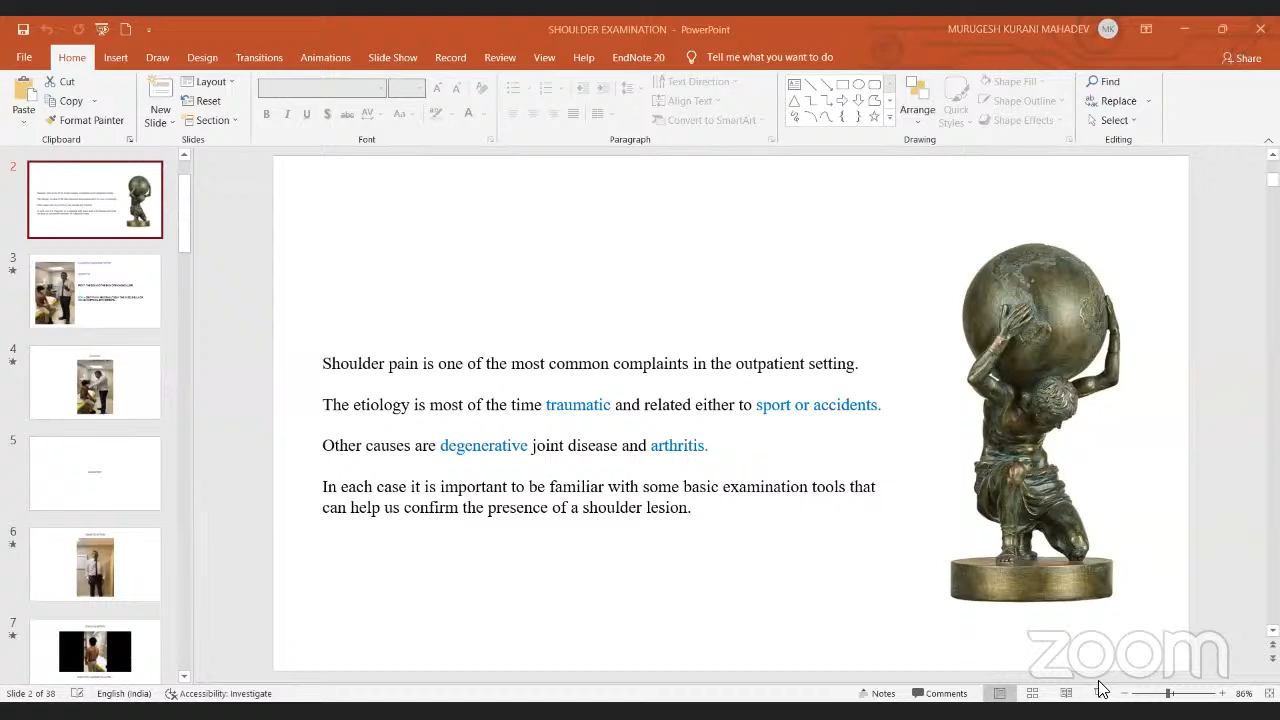 SHOULDER EXAMINATION - PowerPoint
MURUGESH KURANI MAHADEV
MK
File
Home
Insert
Draw
Design
Transitions
Animations
Slide Show
Record
Review
View
Help
EndNote 20
Tell me what you want to do
Share
Paste
Cut
Copy
Format Painter
Clipboard
New
Slide
Layout
Reset
Section
Slides
Font
Text Direction
Align Text
Convert to SmartArt
Paragraph
Arrange
Quick
Styles
Shape Fill
Shape Outline
Shape Effects
Drawing
Find
Replace
Select
Editing
2
3
4
5
6
7
Shoulder pain is one of the most common complaints in the outpatient setting.
The etiology is most of the time traumatic and related either to sport or accidents.
Other causes are degenerative joint disease and arthritis.
In each case it is important to be familiar with some basic examination tools that
can help us confirm the presence of a shoulder lesion.
zoom
Slide 2 of 38
English (India)
Accessibility: Investigate
Notes
Comments
86%